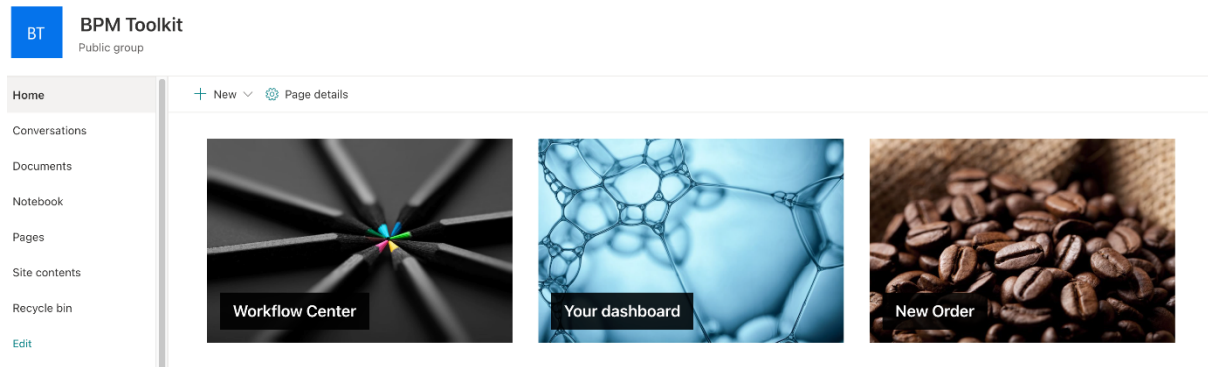 BT
BPM Toolkit
Public group
Home
Conversations
Documents
Notebook
Pages
Site contents
Recycle bin
Edit
New
Page details
Workflow Center
Your dashboard
New Order